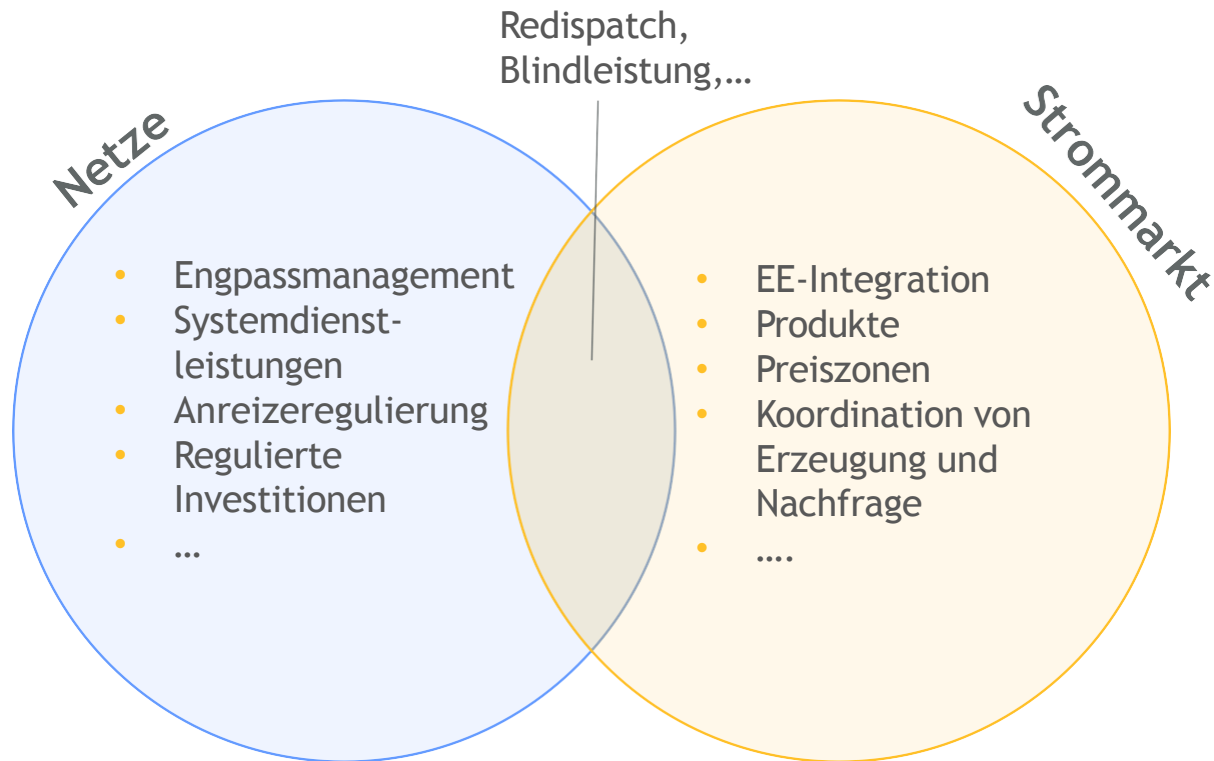 Redispatch,
Blindleistung,…
Netze
Strommarkt
• Engpassmanagement
• Systemdienst-
leistungen
• Anreizeregulierung
• Regulierte
Investitionen
• …
• EE-Integration
• Produkte
• Preiszonen
• Koordination von
Erzeugung und
Nachfrage
• ….